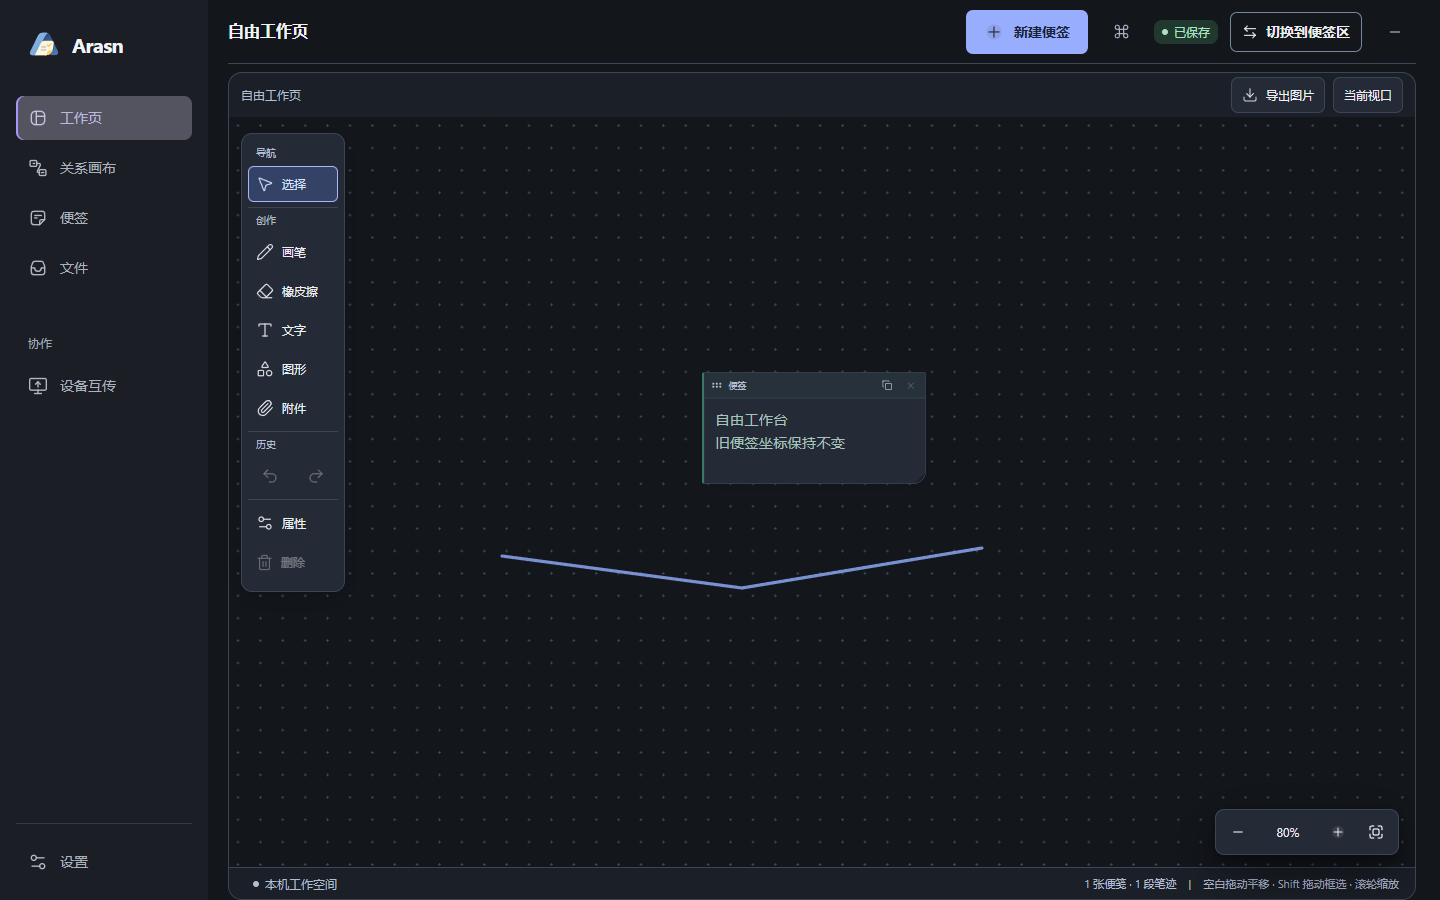 Arasn
工作页
关系画布
便签
文件
协作
设备互传
设置
自由工作页
新建便签
已保存
切换到便签区
自由工作页
导出图片
当前视口
导航
选择
创作
画笔
橡皮擦
文字
图形
附件
历史
属性
删除
便签
自由工作台
旧便签坐标保持不变
80%
本机工作空间
1 张便笺 · 1 段笔迹 | 空白拖动平移 · Shift 拖动框选 · 滚轮缩放